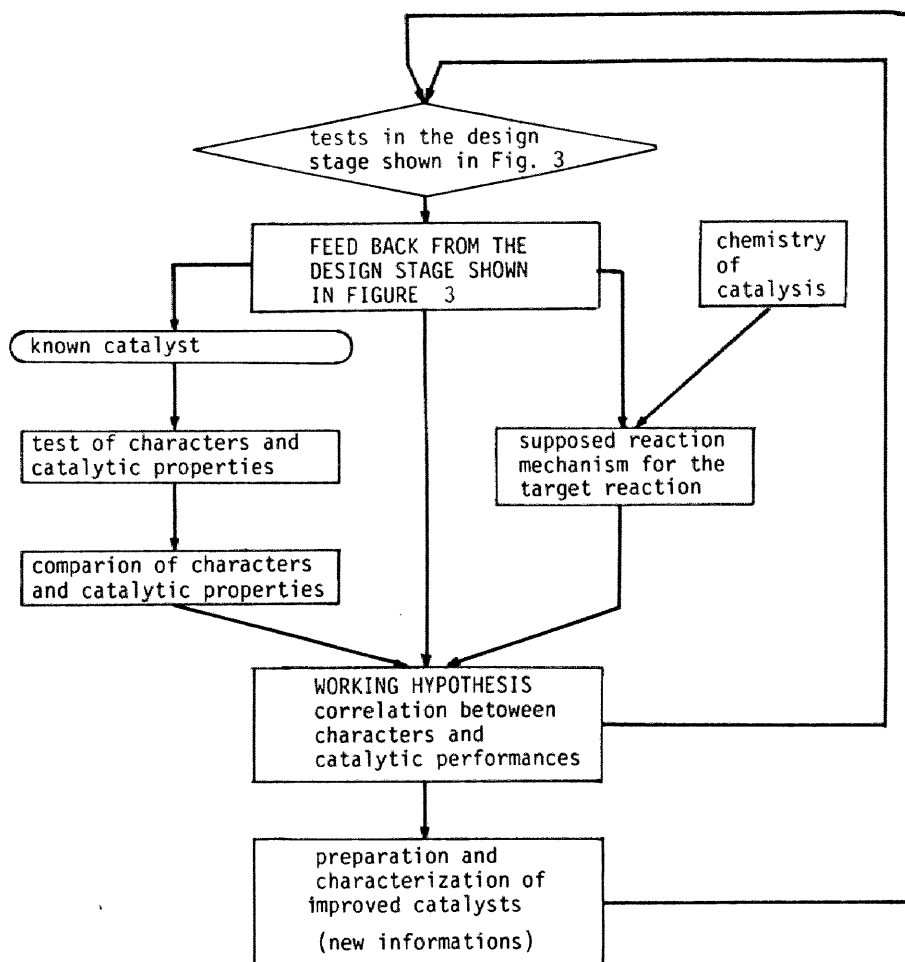 tests in the design
stage shown in Fig. 3
FEED BACK FROM THE
DESIGN STAGE SHOWN
IN FIGURE 3
chemistry
of
catalysis
known catalyst
test of characters and
catalytic properties
supposed reaction
mechanism for the
target reaction
comparion of characters
and catalytic properties
WORKING HYPOTHESIS
correlation betoween
characters and
catalytic performances
preparation and
characterization of
improved catalysts
(new informations)